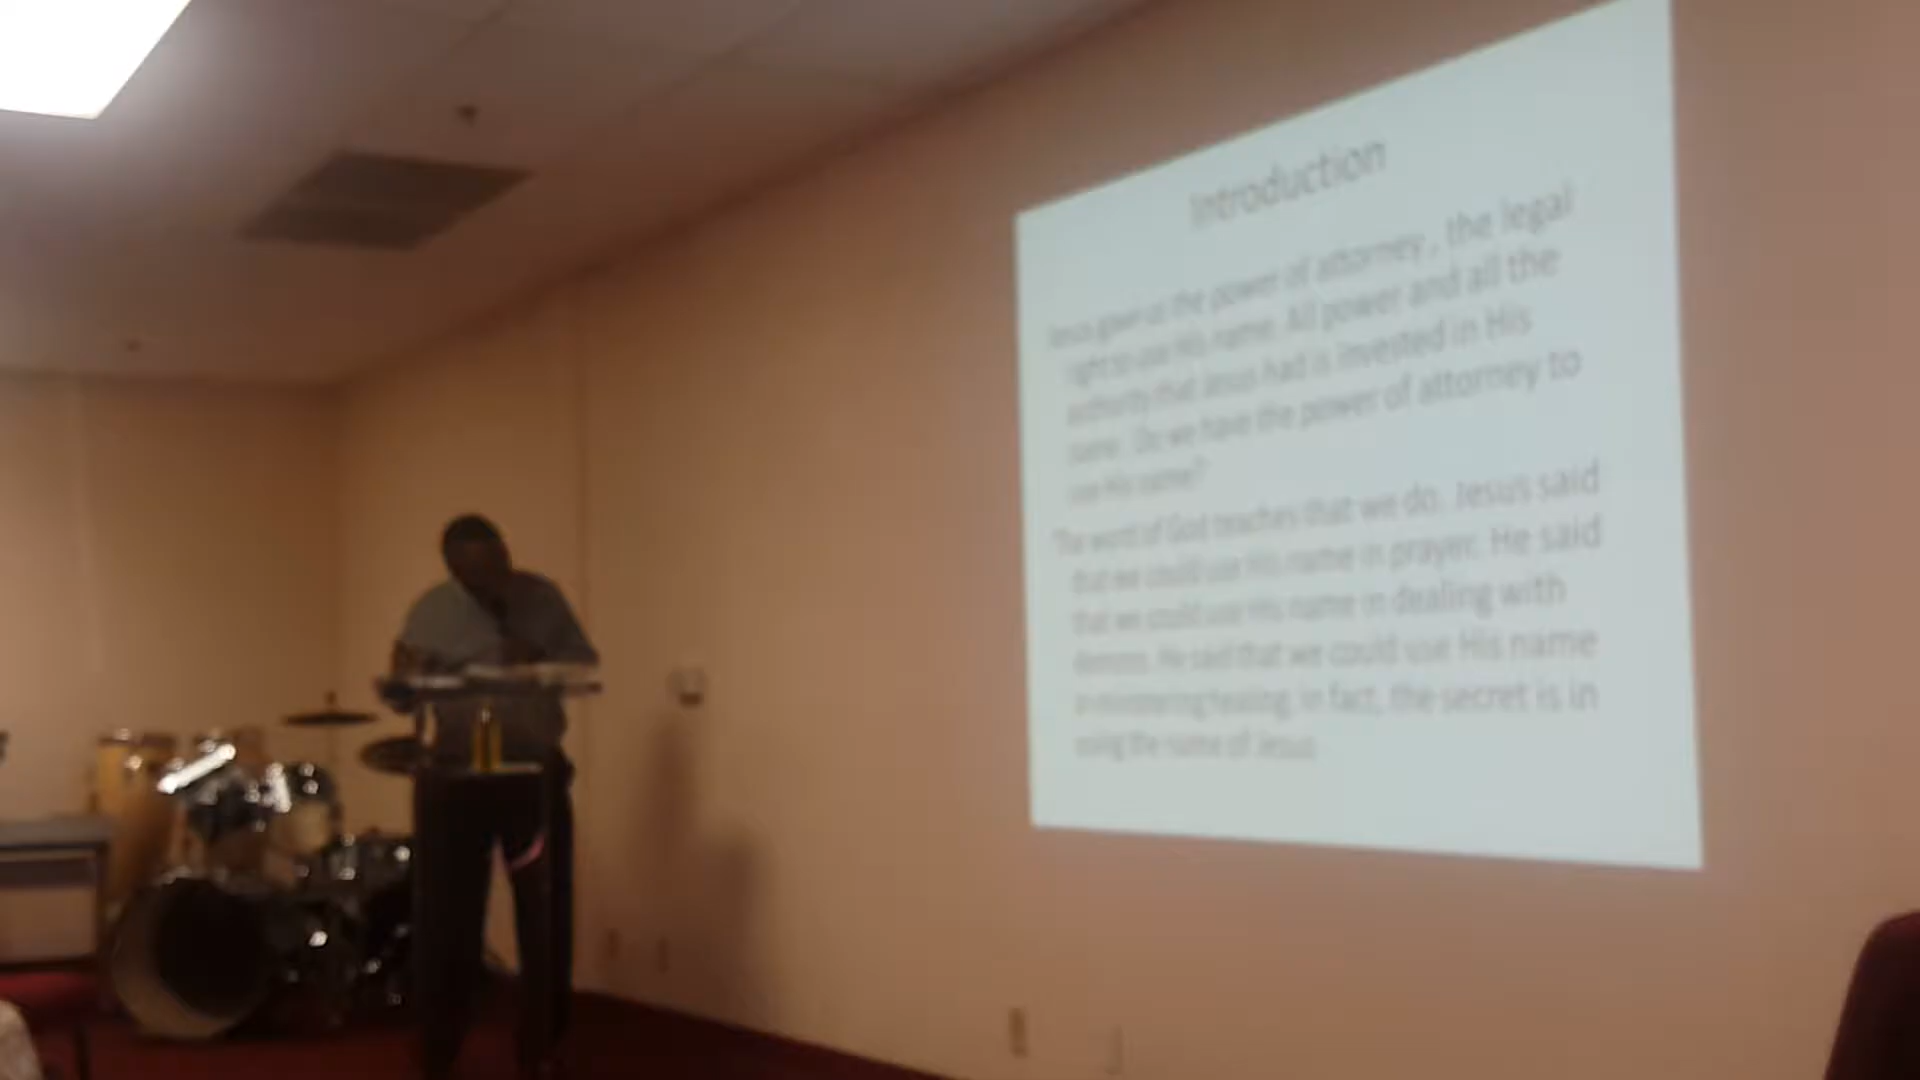 Introduction
Jesus gave us the power of attorney , the legal
right to use His name. All power and all the
authority that Jesus had is invested in His
name. Do we have the power of attorney to
use His name?
The word of God teaches that we do. Jesus said
that we could use His name in prayer. He said
that we could use His name in dealing with
demons. He said that we could use His name
in ministering healing. In fact, the secret is in
using the name of Jesus